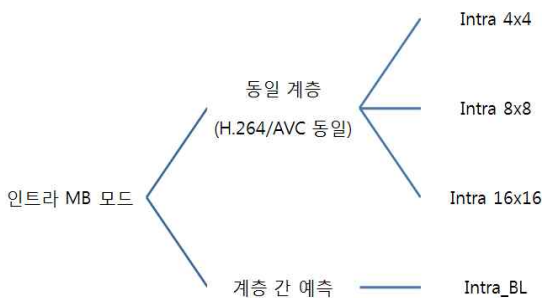 Intra 4x4
동일 계층
(H.264/AVC 동일)
Intra 8x8
인트라 MB 모드
Intra 16x16
계층 간 예측
Intra_BL